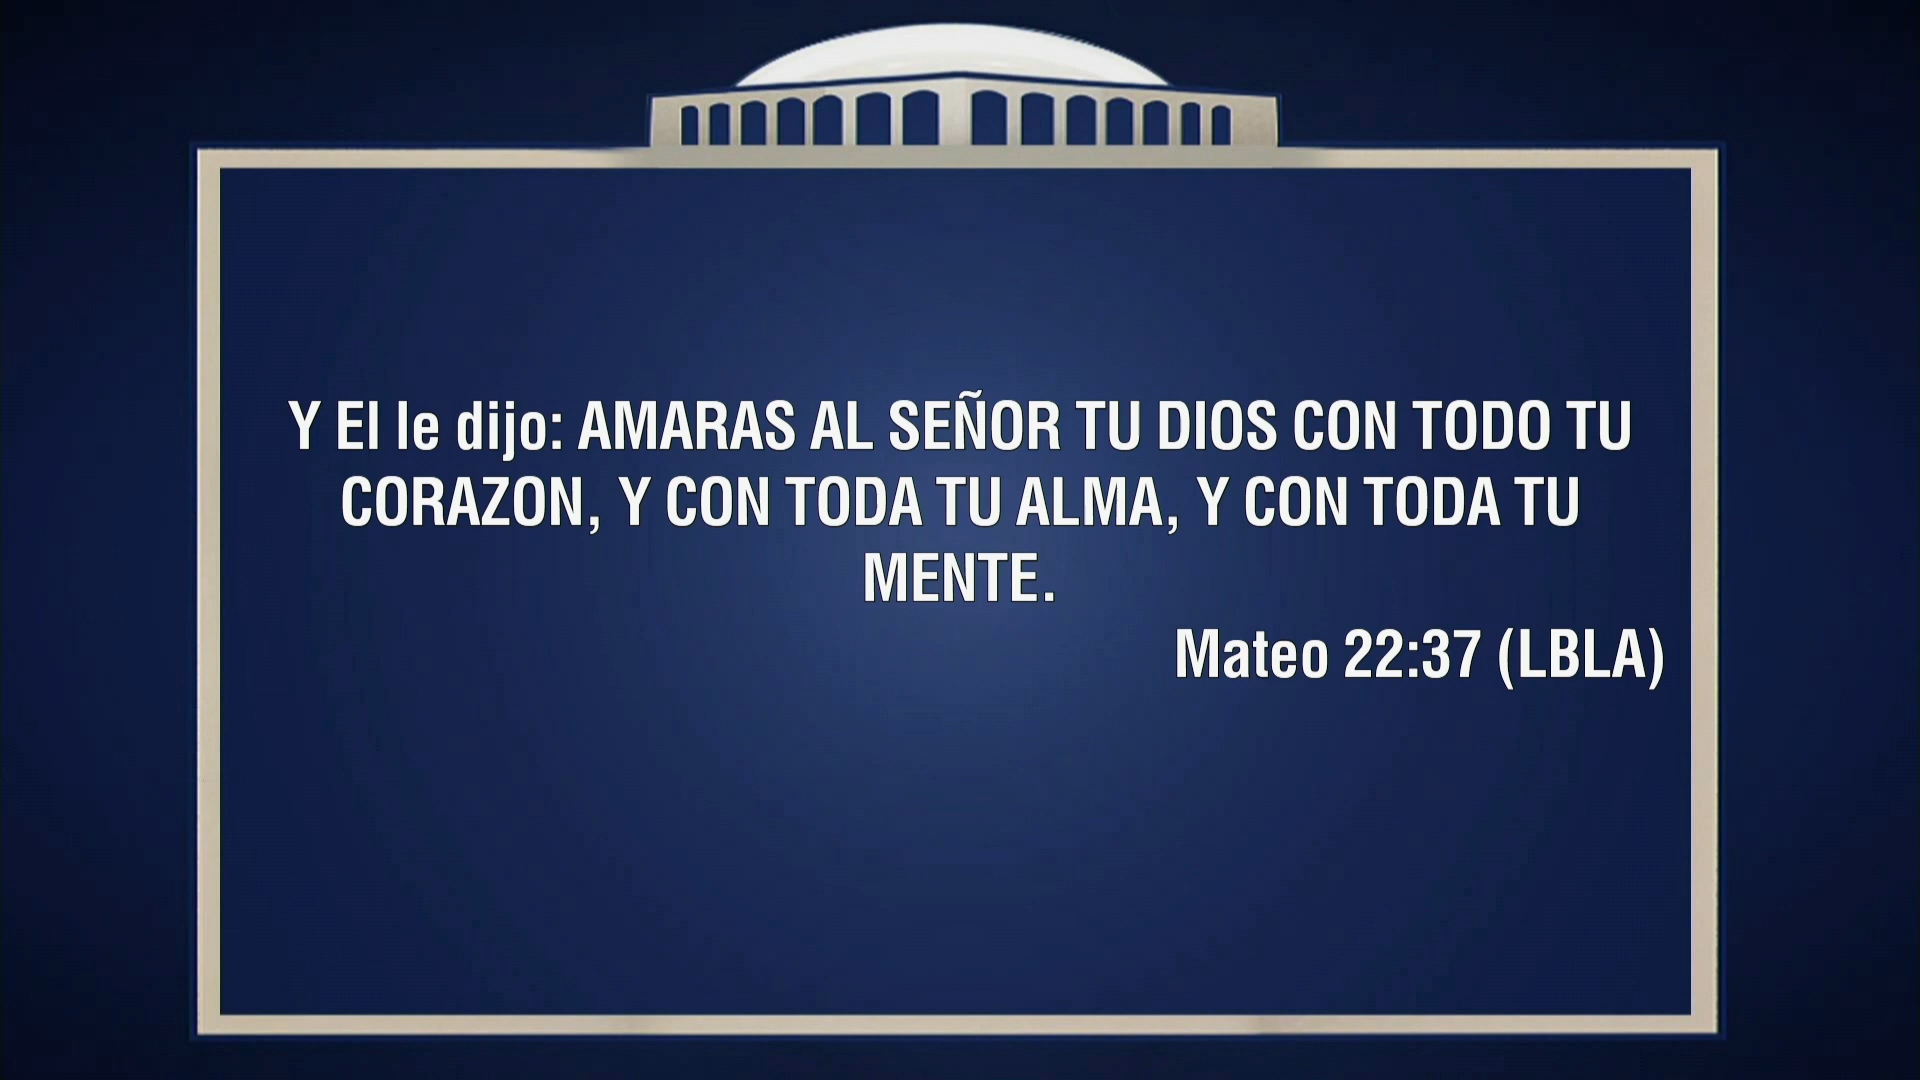 Y El le dijo: AMARAS AL SEÑOR TU DIOS CON TODO TU
CORAZON, Y CON TODA TU ALMA, Y CON TODA TU
MENTE.
Mateo 22:37 (LBLA)